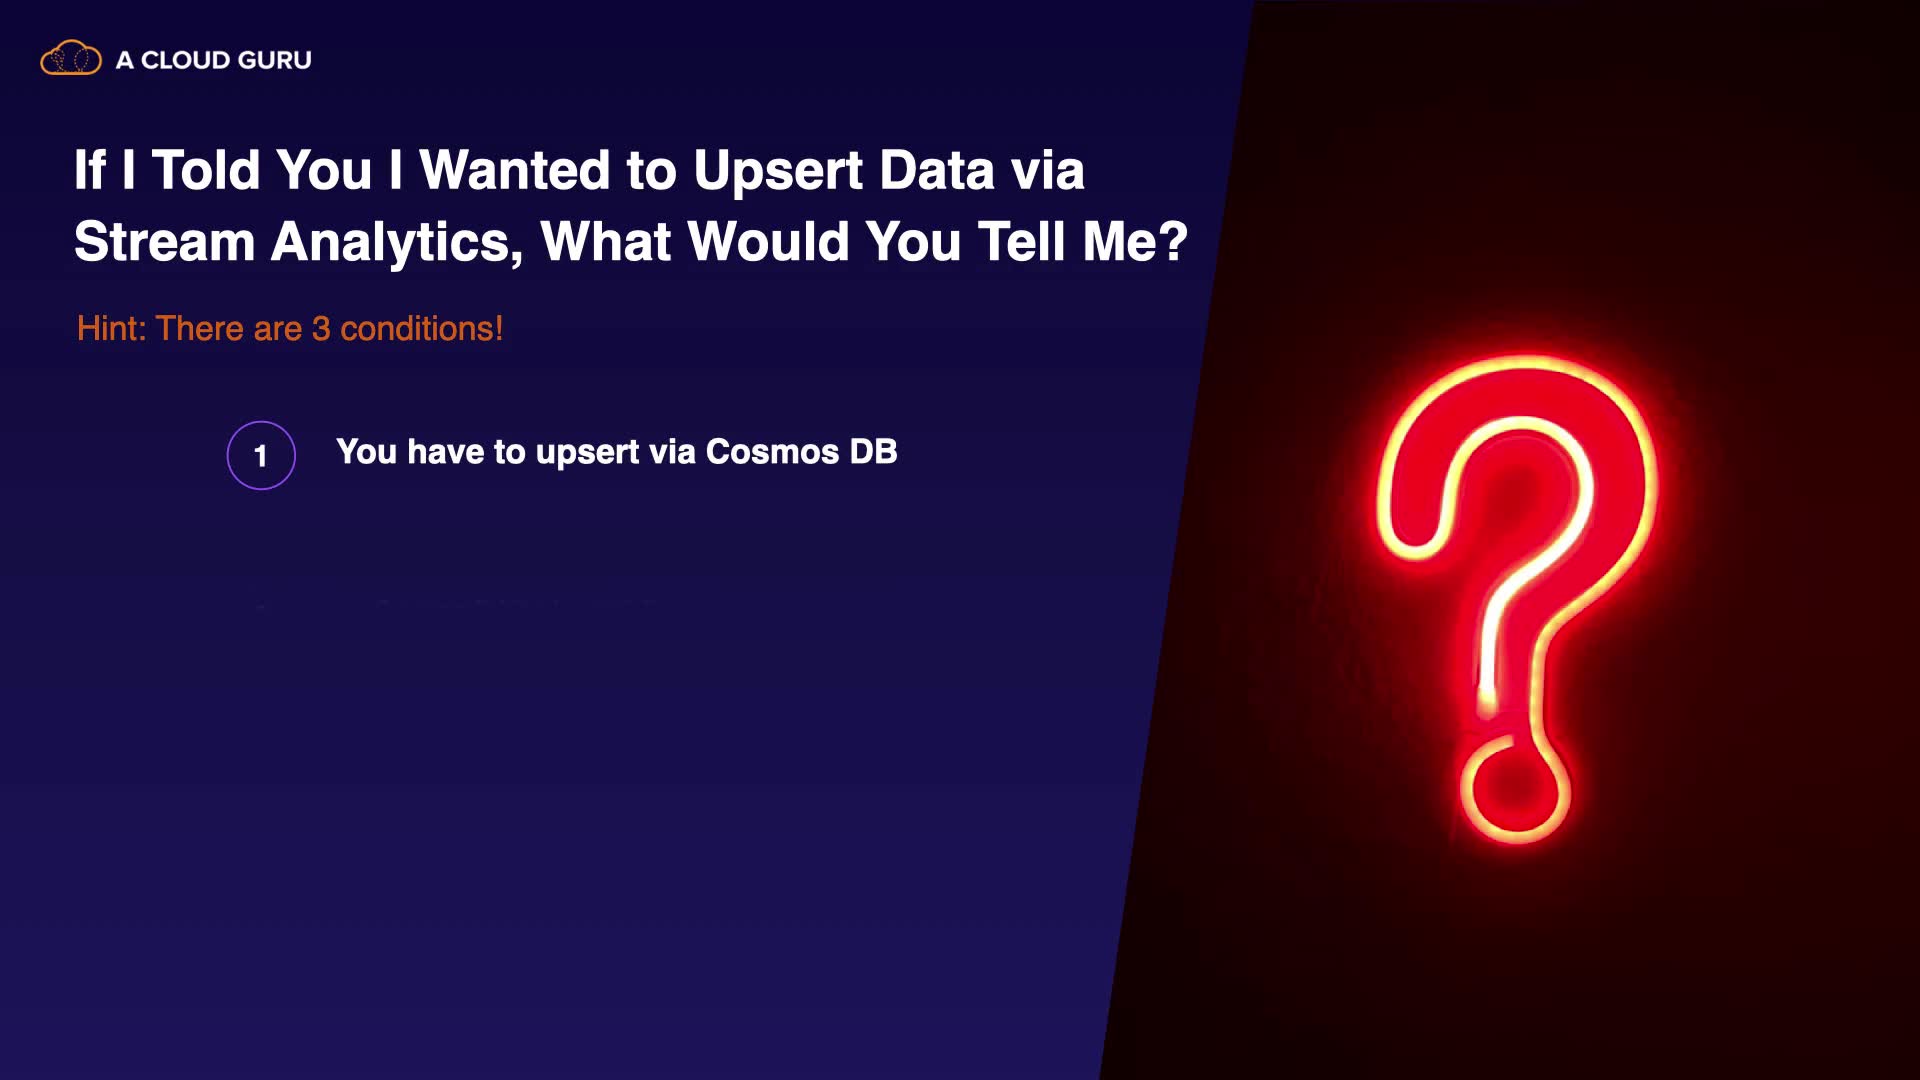 A CLOUD GURU
If I Told You I Wanted to Upsert Data via
Stream Analytics, What Would You Tell Me?
Hint: There are 3 conditions!
1 You have to upsert via Cosmos DB